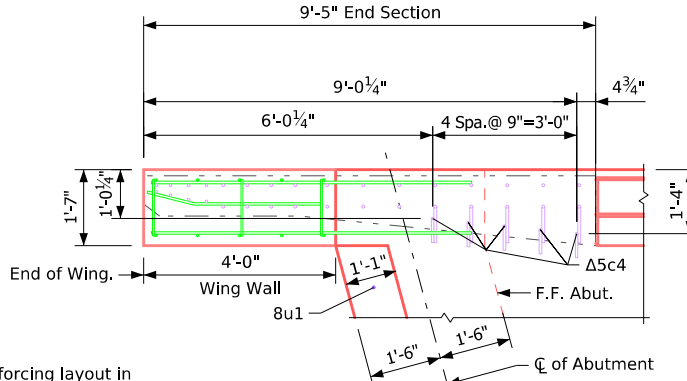 9'-5" End Section
9'-0¼"
4¾"
6'-0¼"
4 Spa.@ 9"=3'-0"
1'-7"
1'-0¼"
1'-4"
End of Wing.
4'-0"
Wing Wall
1'-1"
8u1
Δ5c4
F.F. Abut.
1'-6"
1'-6"
℄ of Abutment
forcing layout in